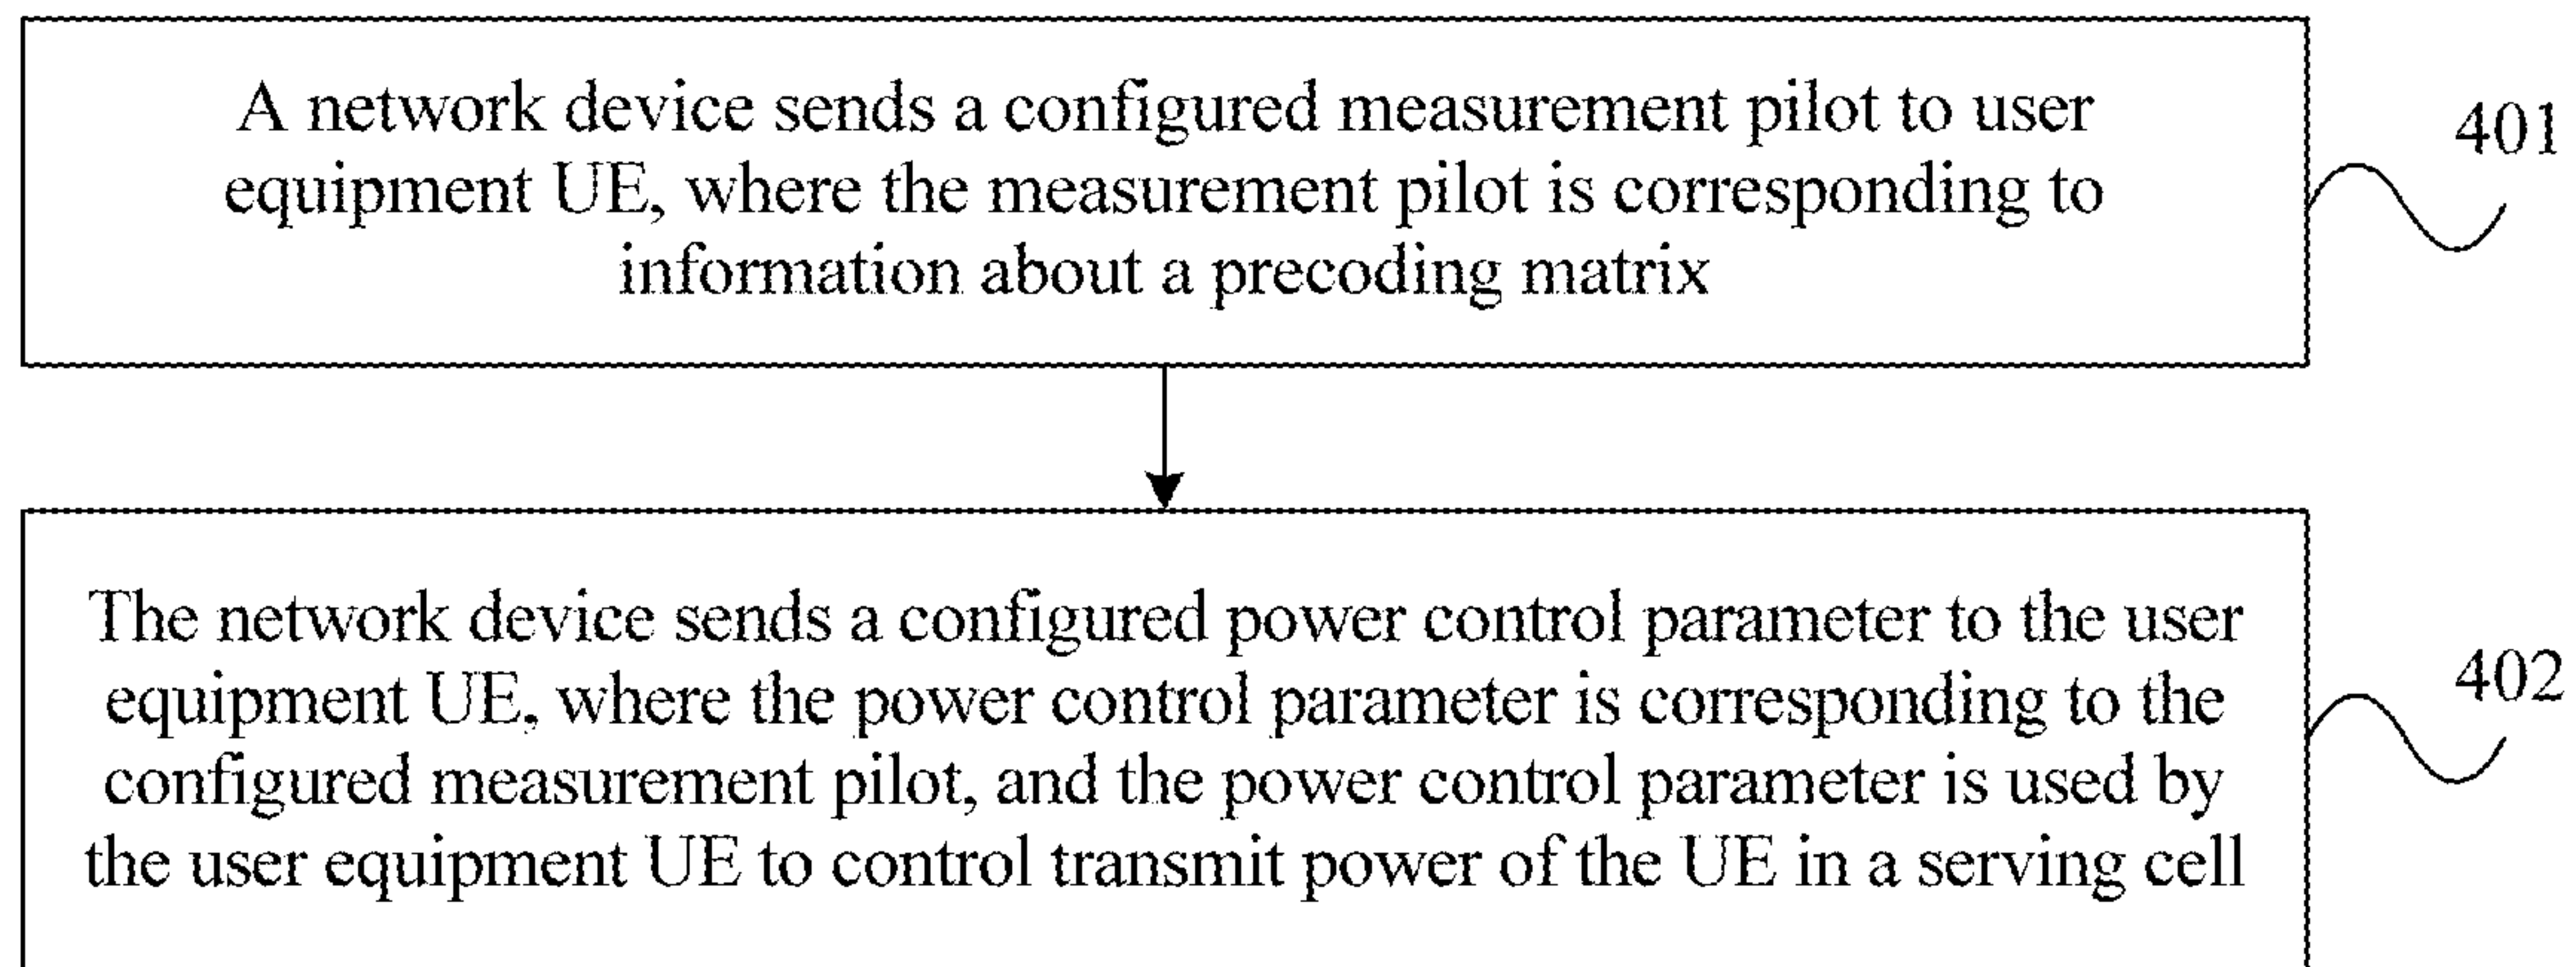 A network device sends a configured measurement pilot to user
equipment UE, where the measurement pilot is corresponding to
information about a precoding matrix
401
The network device sends a configured power control parameter to the user
equipment UE, where the power control parameter is corresponding to the
configured measurement pilot, and the power control parameter is used by
the user equipment UE to control transmit power of the UE in a serving cell
402